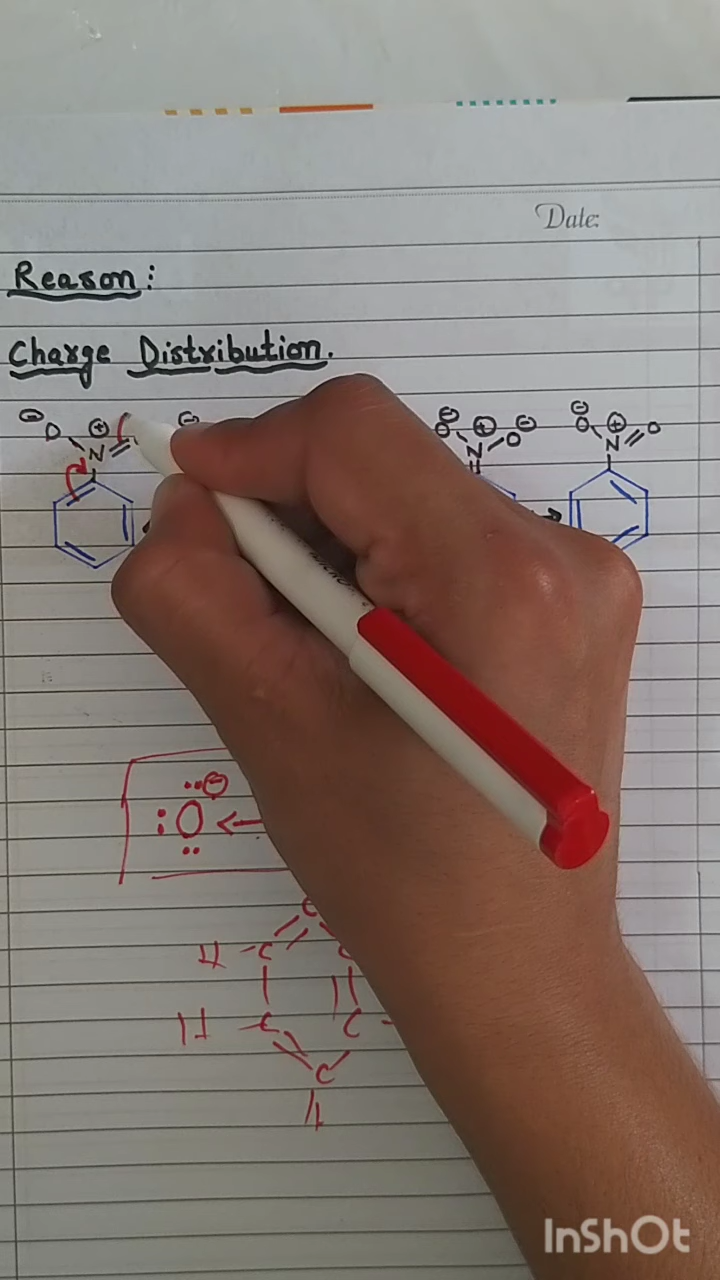 Date:
Reason:
Charge Distribution.
⊖ ⊕ ⊖ ⊖ ⊕ ⊖ ⊖ ⊕
O N O N O O N O
⊖
O
C
H C C
H C C
C
H
InShOt